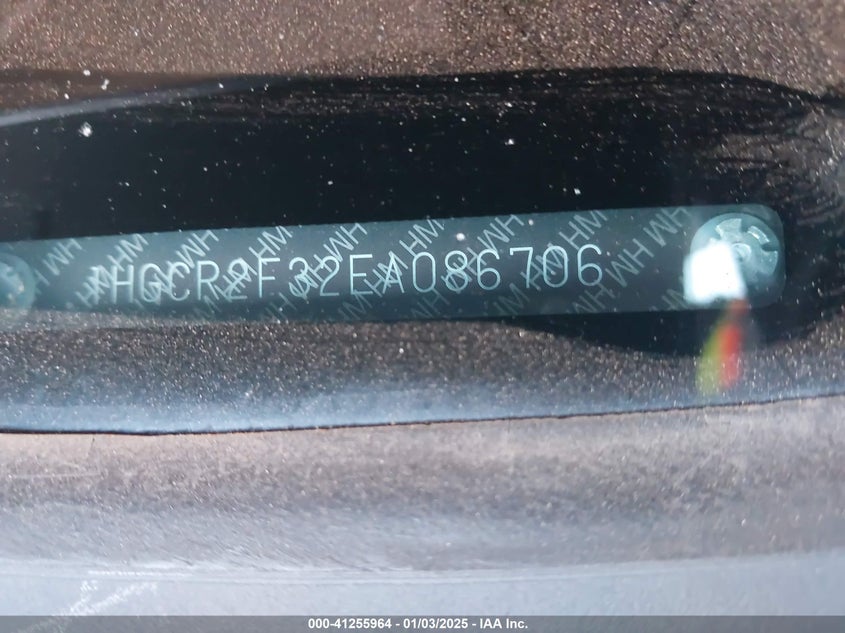 1HGCR2F32EA086706
000-41255964 - 01/03/2025 - IAA Inc.